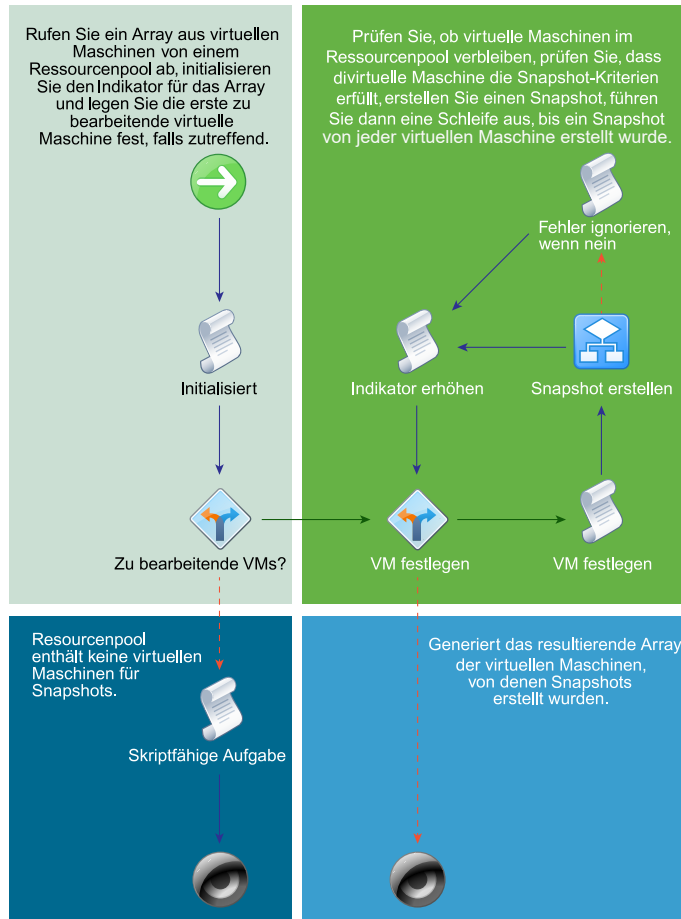 Rufen Sie ein Array aus virtuellen
Maschinen von einem
Ressourcenpool ab, initialisieren
Sie den Indikator für das Array
und legen Sie die erste zu
bearbeitende virtuelle
Maschine fest, falls zutreffend.
Prüfen Sie, ob virtuelle Maschinen im
Ressourcenpool verbleiben, prüfen Sie, dass
divirtuelle Maschine die Snapshot-Kriterien
erfüllt, erstellen Sie einen Snapshot, führen
Sie dann eine Schleife aus, bis ein Snapshot
von jeder virtuellen Maschine erstellt wurde.
Fehler ignorieren,
wenn nein
Initialisiert
Indikator erhöhen
Snapshot erstellen
Zu bearbeitende VMs?
VM festlegen
VM festlegen
Resourcenpool
enthält keine virtuellen
Maschinen für
Snapshots.
Skriptfähige Aufgabe
Generiert das resultierende Array
der virtuellen Maschinen,
von denen Snapshots
erstellt wurden.